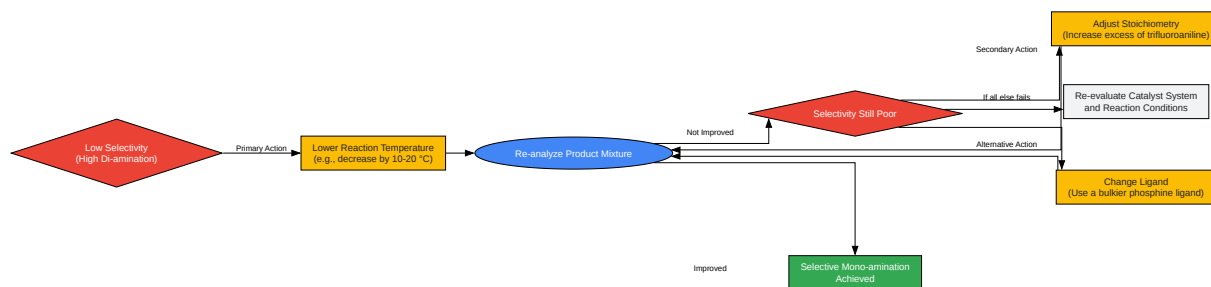 Adjust Stoichiometry
(Increase excess of trifluoroaniline)
Secondary Action
If all else fails
Re-evaluate Catalyst System
and Reaction Conditions
Selectivity Still Poor
Not Improved
Low Selectivity
(High Di-amination)
Primary Action
Lower Reaction Temperature
(e.g., decrease by 10-20 °C)
Re-analyze Product Mixture
Alternative Action
Change Ligand
(Use a bulkier phosphine ligand)
Improved
Selective Mono-amination
Achieved